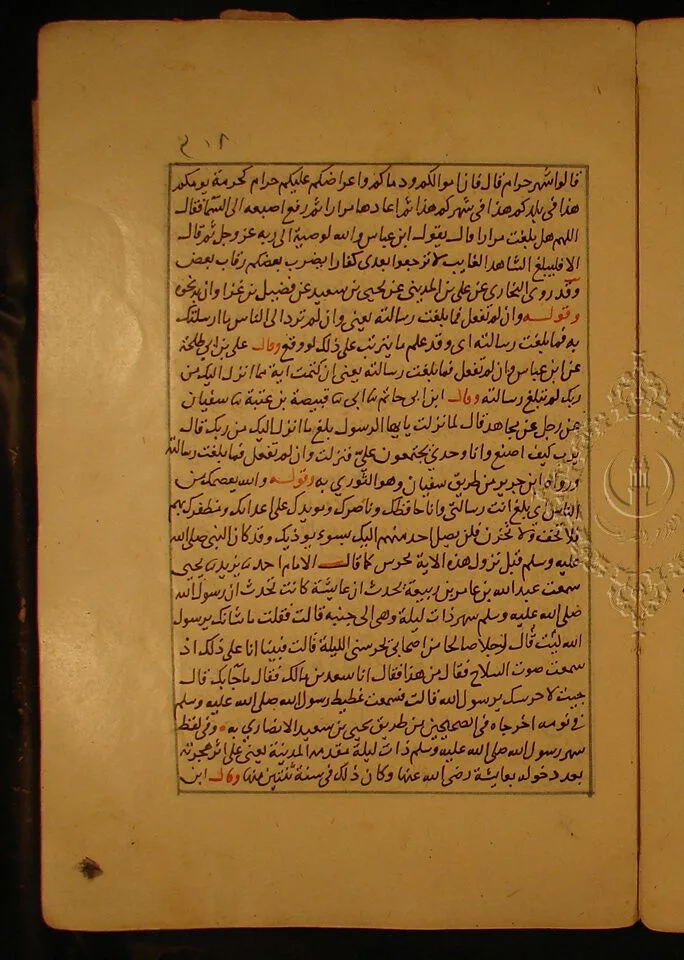 قالوا شهر حرام قال فان اموالكم ودماكم واعراضكم عليكم حرام كحرمة يومكم
هذا في بلدكم هذا في شهركم هذا ثم اعادها مرارا ثم رفع اصبعه الى السما فقال
اللهم هل بلغت مرارا قال يقول ابن عباس والله لوصية الى ربه عز وجل ثم قال
الا فليبلغ الشاهد الغايب لا ترجعوا بعدي كفارا يضرب بعضكم رقاب بعض
وقد روى البخاري عن علي بن المديني عن يحيى بن سعيد عن فضيل بن غزوان به نحوه
وقوله وان لم تفعل فما بلغت رسالته يعني وان لم تود الى الناس ما ارسلتك
به فما بلغت رسالته اي وقد علم ما يترتب على ذلك لو وقع وقال علي بن ابي طلحة
عن ابن عباس وان لم تفعل فما بلغت رسالته يعني ان كتمت اية مما انزل اليك من
ربك لم تبلغ رسالته وقال ابن ابي حاتم ثنا ابي ثنا قبيصة بن عتبة ثنا سفيان
عن رجل عن مجاهد قال لما نزلت يا يها الرسول بلغ ما انزل اليك من ربك قال
يرب كيف اصنع وانا وحدي يجتمعون علي فنزلت وان لم تفعل فما بلغت رسالته
ورواه ابن جرير من طريق سفيان وهو الثوري به وقوله والله يعصمك من
الناس اي بلغ انت رسالتي وانا حافظك وناصرك ومويدك على اعدائك ومظفرك بهم
فلا تخف ولا تحزن فلن يصل احد منهم اليك بسوء يوذيك وقد كان النبي صلى الله
عليه وسلم قبل نزول هذه الاية يحرس كما قال الامام احمد ثنا يزيد ثنا يحيى
سمعت عبد الله بن عامر بن ربيعة يحدث ان عايشة كانت تحدث ان رسول الله
صلى الله عليه وسلم سهر ذات ليلة وهي الى جنبه قالت فقلت ما شانك يرسول
الله ليت قال رجلا صالحا من اصحابي يحرسني الليلة قالت فبينا انا على ذلك اذ
سمعت صوت السلاح فقال من هذا فقال انا سعد بن مالك فقال ما جابك قال
جيت لاحرسك يرسول الله قالت فسمعت غطيط رسول الله صلى الله عليه وسلم
في نومه اخرجاه في الصحيحين من طريق يحيى بن سعيد الانصاري به وفي لفظ
سهر رسول الله صلى الله عليه وسلم ذات ليلة مقدمه المدينة يعني على اثر هجرته
بعد دخوله بعايشة رضي الله عنها وكان ذلك في سنة ثنتين منها وقال ابن